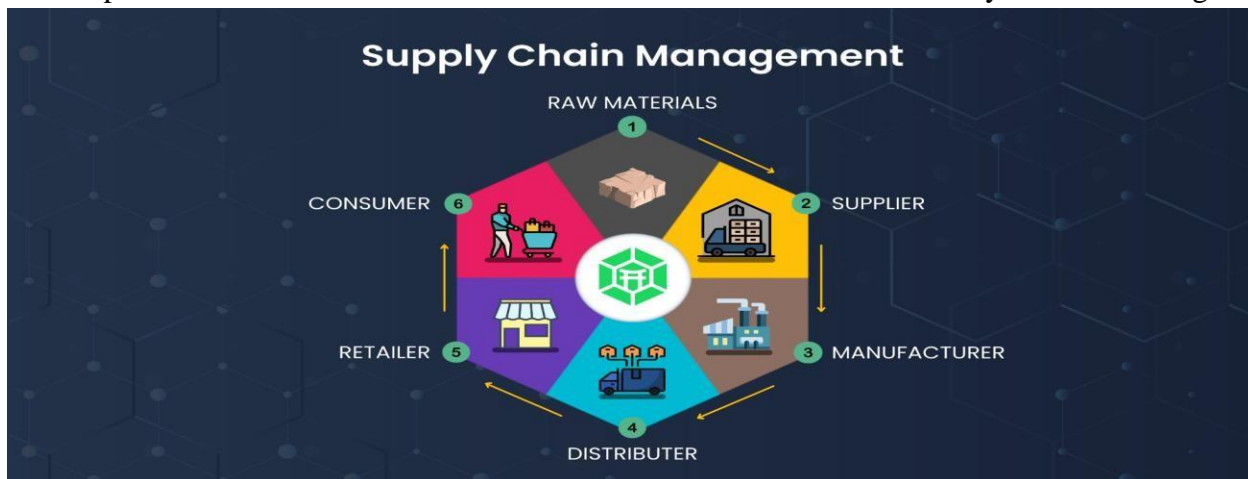 Supply Chain Management
RAW MATERIALS
1
2 SUPPLIER
3 MANUFACTURER
4
DISTRIBUTER
RETAILER 5
CONSUMER 6